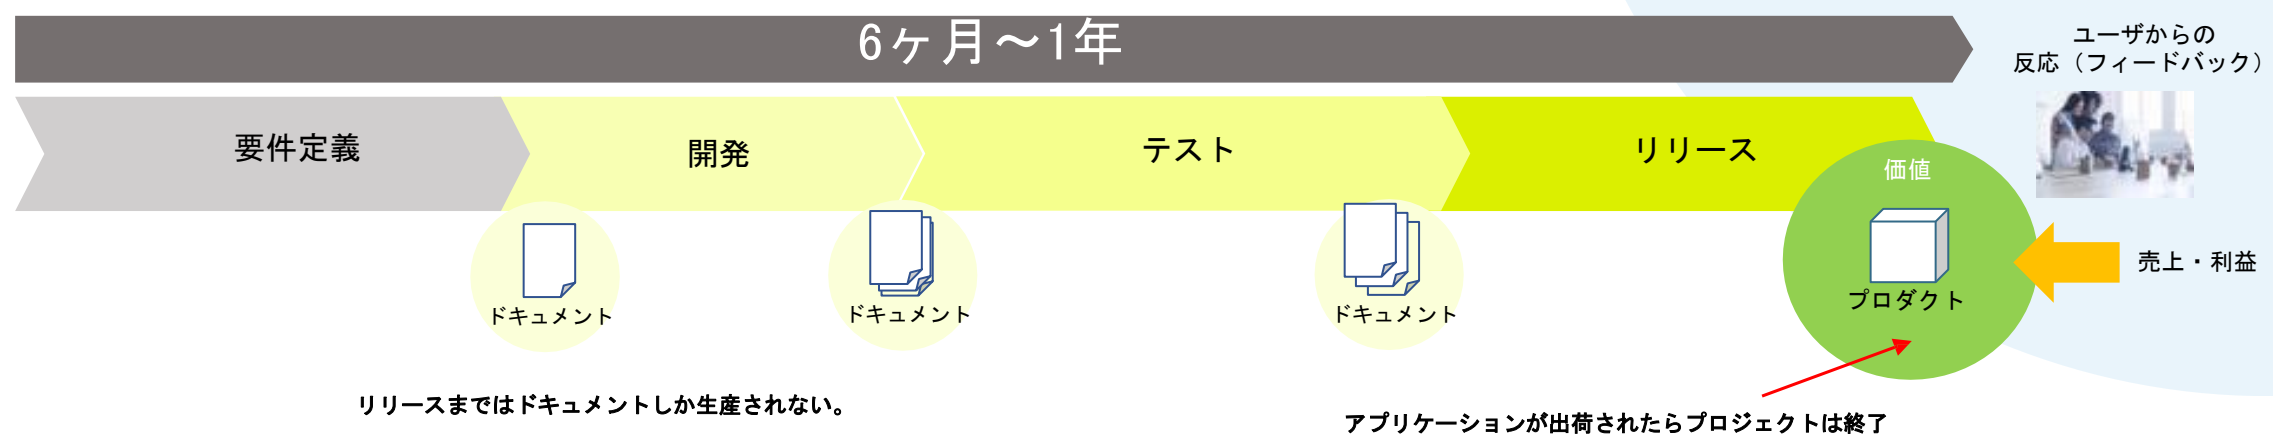 6ヶ月～1年
ユーザからの
反応（フィードバック）
要件定義
開発
テスト
リリース
価値
ドキュメント
ドキュメント
ドキュメント
プロダクト
売上・利益
リリースまではドキュメントしか生産されない。
アプリケーションが出荷されたらプロジェクトは終了